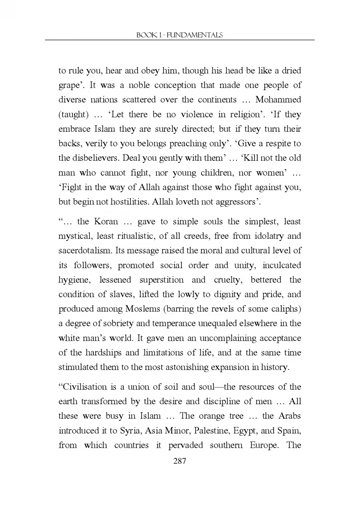 BOOK I - FUNDAMENTALS
to rule you, hear and obey him, though his head be like a dried
grape’. It was a noble conception that made one people of
diverse nations scattered over the continents … Mohammed
(taught) … ‘Let there be no violence in religion’. ‘If they
embrace Islam they are surely directed; but if they turn their
backs, verily to you belongs preaching only’. ‘Give a respite to
the disbelievers. Deal you gently with them’ … ‘Kill not the old
man who cannot fight, nor young children, nor women’ …
‘Fight in the way of Allah against those who fight against you,
but begin not hostilities. Allah loveth not aggressors’.
“… the Koran … gave to simple souls the simplest, least
mystical, least ritualistic, of all creeds, free from idolatry and
sacerdotalism. Its message raised the moral and cultural level of
its followers, promoted social order and unity, inculcated
hygiene, lessened superstition and cruelty, bettered the
condition of slaves, lifted the lowly to dignity and pride, and
produced among Moslems (barring the revels of some caliphs)
a degree of sobriety and temperance unequaled elsewhere in the
white man’s world. It gave men an uncomplaining acceptance
of the hardships and limitations of life, and at the same time
stimulated them to the most astonishing expansion in history.
“Civilisation is a union of soil and soul—the resources of the
earth transformed by the desire and discipline of men … All
these were busy in Islam … The orange tree … the Arabs
introduced it to Syria, Asia Minor, Palestine, Egypt, and Spain,
from which countries it pervaded southern Europe. The
287